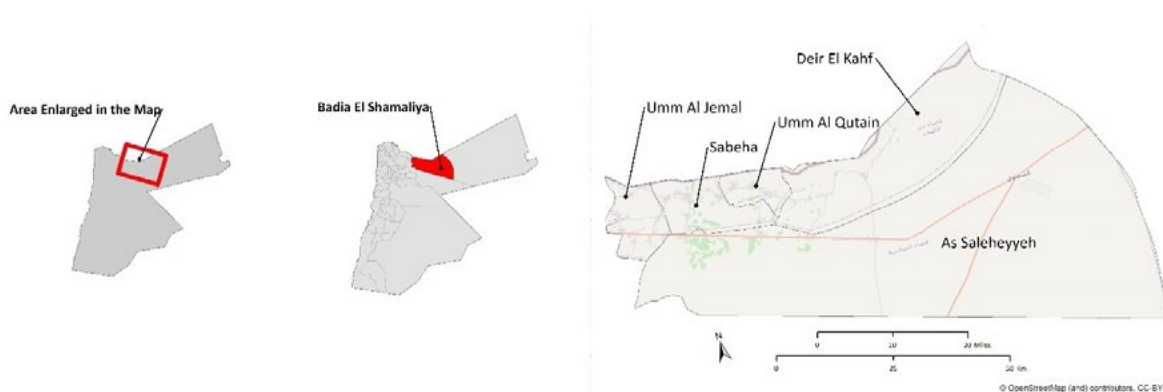 Area Enlarged in the Map
Badia El Shamaliya
Deir El Kahf
Umm Al Jemal
Umm Al Qutain
Sabeha
As Saleheyyeh
N
0 10 20 Miles
0 25 50 Km
© OpenStreetMap (and) contributors, CC-BY